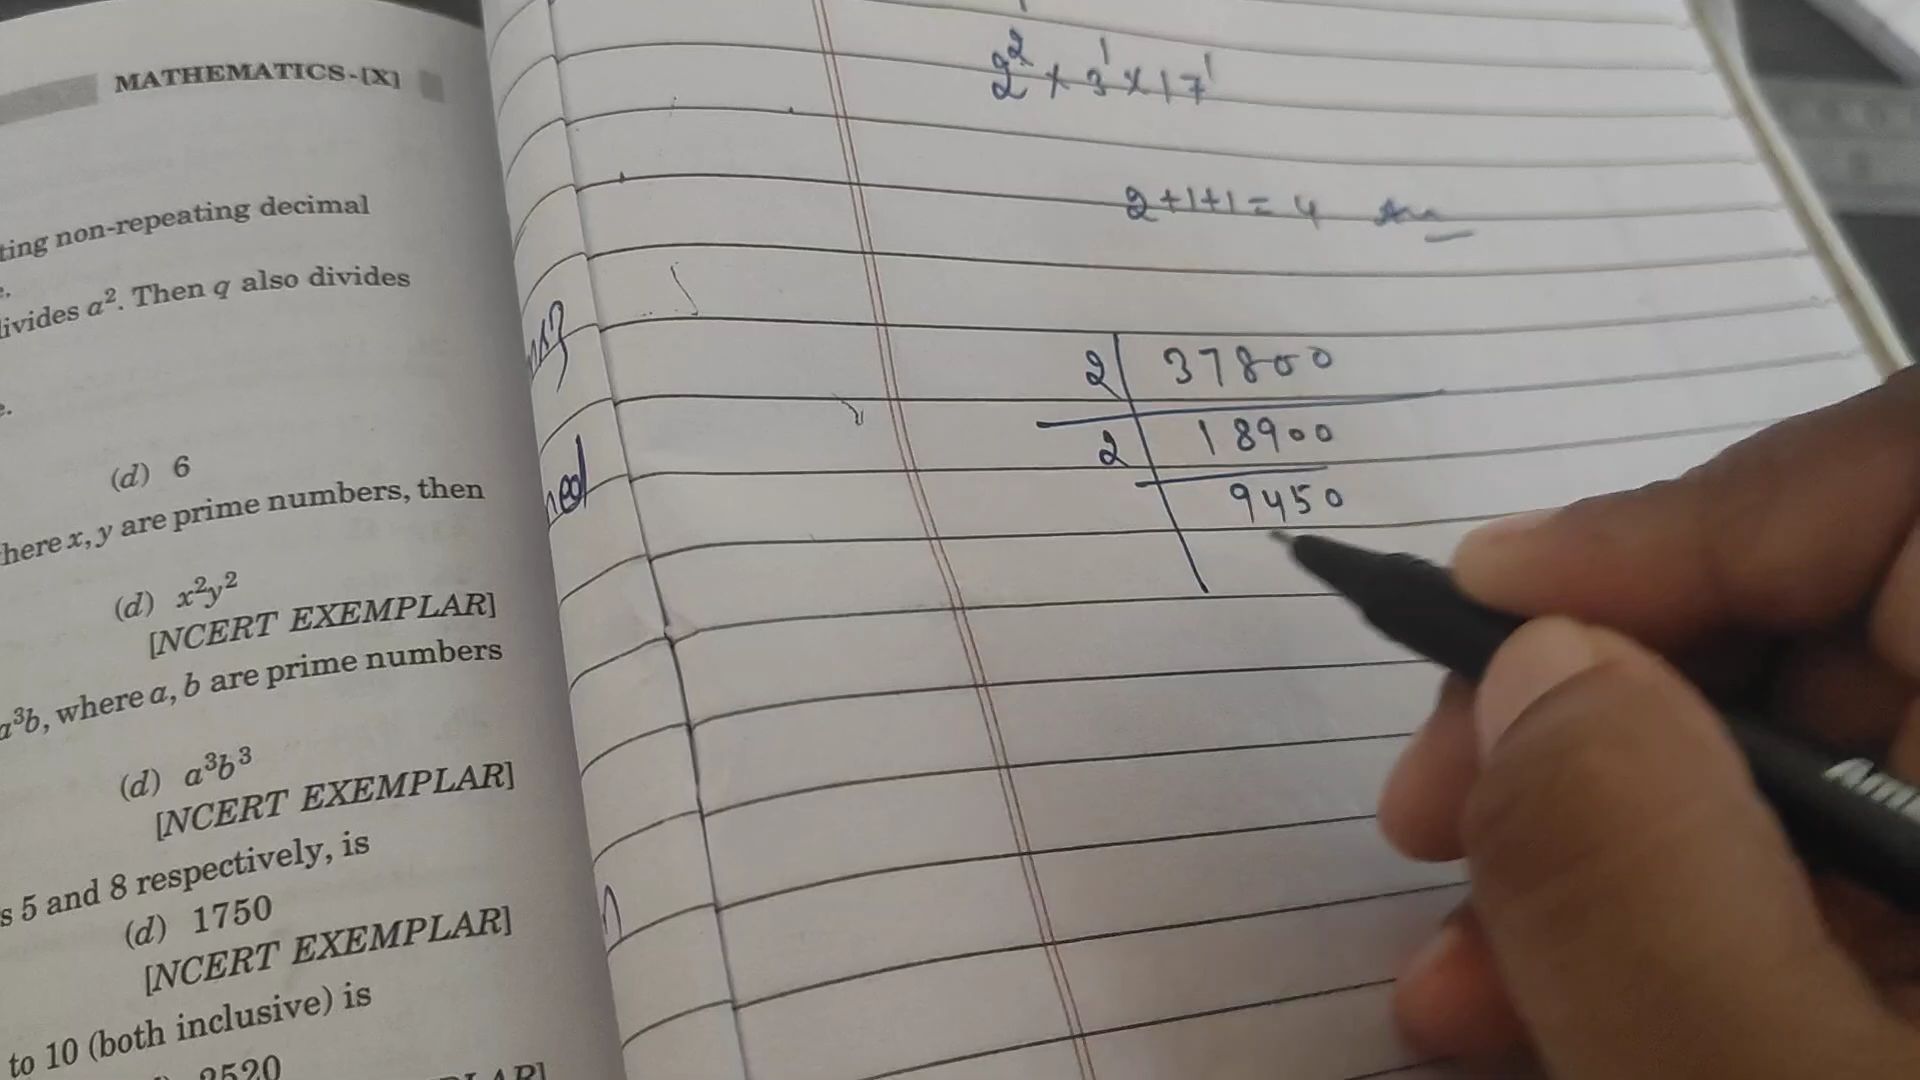 MATHEMATICS-[X]
ting non-repeating decimal
ivides a². Then q also divides
(d) 6
here x, y are prime numbers, then
(d) x²y²
[NCERT EXEMPLAR]
a³b, where a, b are prime numbers
(d) a³b³
[NCERT EXEMPLAR]
s 5 and 8 respectively, is
(d) 1750
[NCERT EXEMPLAR]
to 10 (both inclusive) is
2520
2² × 3¹ × 17¹
2+1+1 = 4 Ans
2 | 37800
2 | 18900
9450